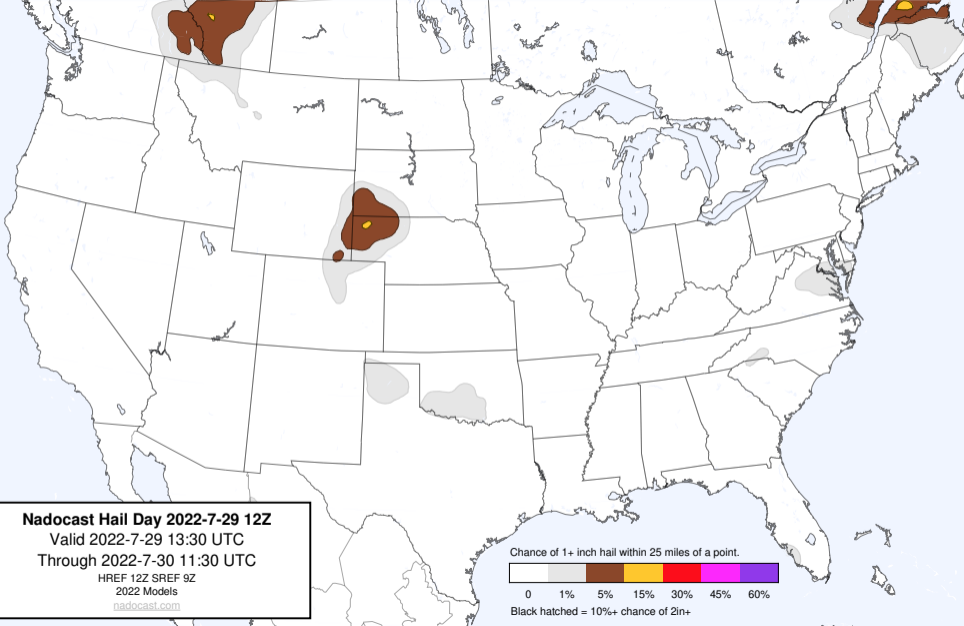 Nadocast Hail Day 2022-7-29 12Z
Valid 2022-7-29 13:30 UTC
Through 2022-7-30 11:30 UTC
HREF 12Z SREF 9Z
2022 Models
nadocast.com
Chance of 1+ inch hail within 25 miles of a point.
0 1% 5% 15% 30% 45% 60%
Black hatched = 10%+ chance of 2in+